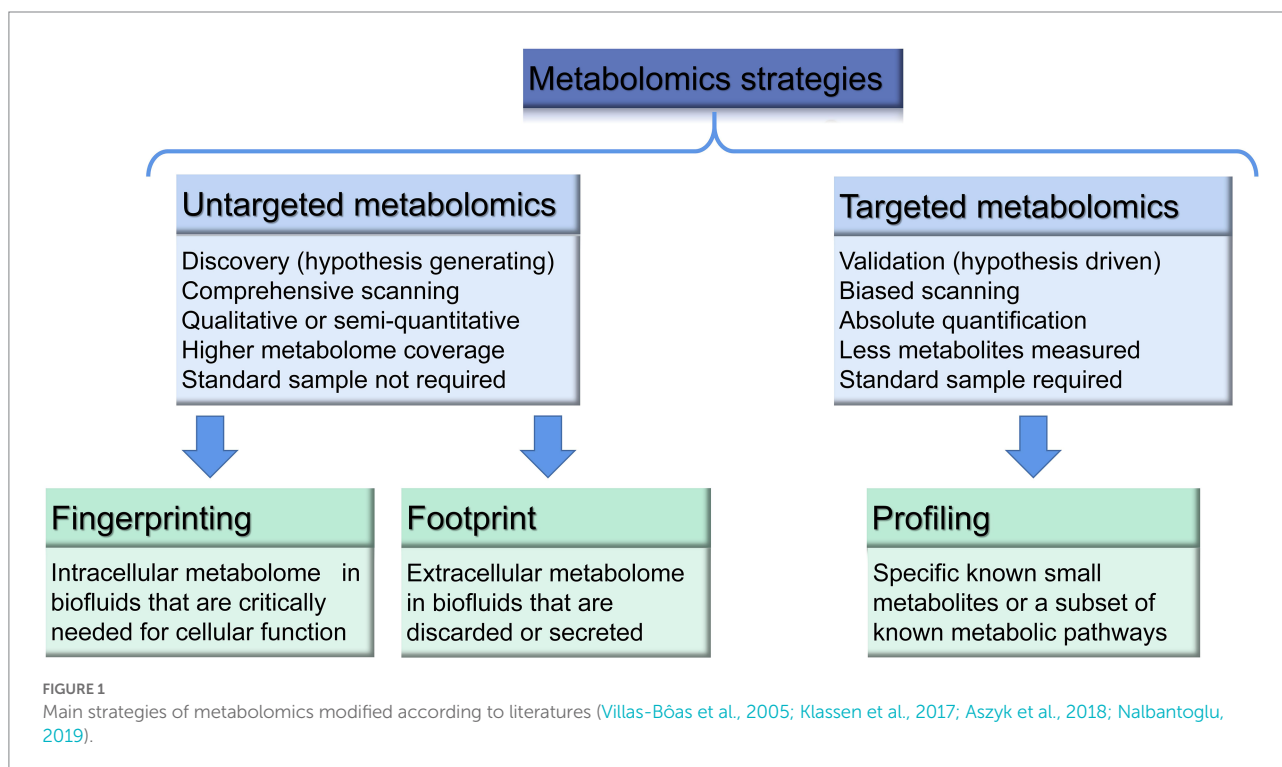 Metabolomics strategies
Untargeted metabolomics
Discovery (hypothesis generating)
Comprehensive scanning
Qualitative or semi-quantitative
Higher metabolome coverage
Standard sample not required
Targeted metabolomics
Validation (hypothesis driven)
Biased scanning
Absolute quantification
Less metabolites measured
Standard sample required
Fingerprinting
Intracellular metabolome in
biofluids that are critically
needed for cellular function
Footprint
Extracellular metabolome
in biofluids that are
discarded or secreted
Profiling
Specific known small
metabolites or a subset of
known metabolic pathways
FIGURE 1
Main strategies of metabolomics modified according to literatures (Villas-Bôas et al., 2005; Klassen et al., 2017; Aszyk et al., 2018; Nalbantoglu,
2019).